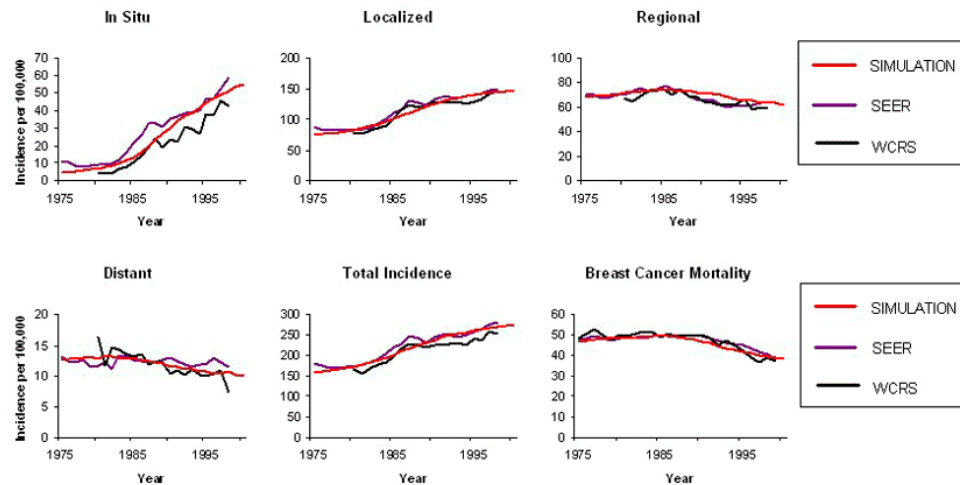 In Situ
Localized
Regional
Incidence per 100,000
70
60
50
40
30
20
10
0
1975 1985 1995
Year
200
150
100
50
0
1975 1985 1995
Year
100
80
60
40
20
0
1975 1985 1995
Year
SIMULATION
SEER
WCRS
Distant
Total Incidence
Breast Cancer Mortality
Incidence per 100,000
20
15
10
5
0
1975 1985 1995
Year
300
250
200
150
100
50
0
1975 1985 1995
Year
60
50
40
30
20
10
0
1975 1985 1995
Year
SIMULATION
SEER
WCRS